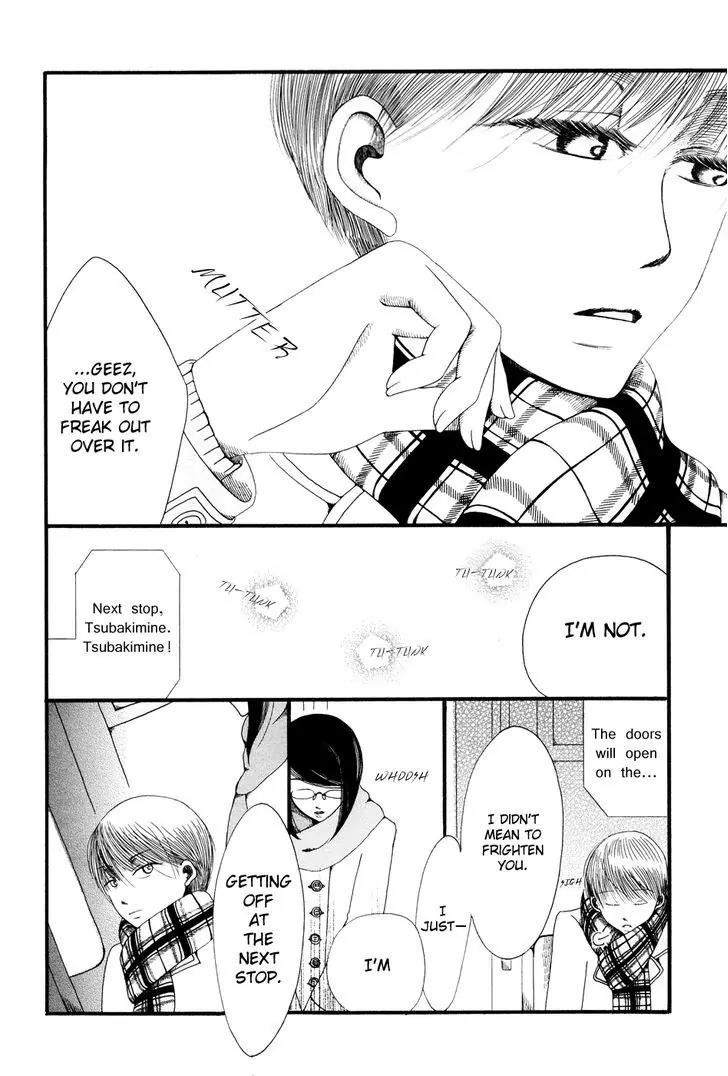 MUTTER
...GEEZ,
YOU DON'T
HAVE TO
FREAK OUT
OVER IT.
I'M NOT.
TU-TUNK
TU-TUNK
TU-TUNK
Next stop,
Tsubakimine.
Tsubakimine!
The doors
will open
on the...
I DIDN'T
MEAN TO
FRIGHTEN
YOU.
SIGH
I
JUST—
WHOOSH
I'M
GETTING
OFF
AT
THE
NEXT
STOP.